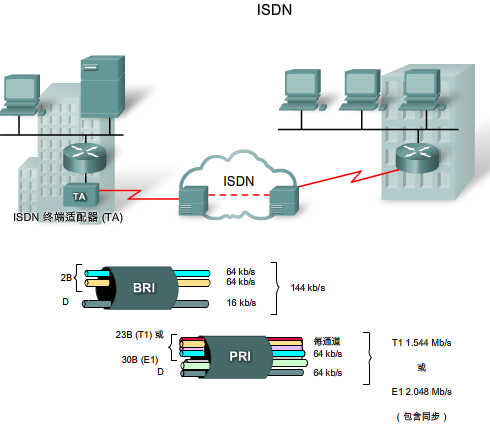 ISDN
ISDN
TA
ISDN 终端适配器 (TA)
2B
D
BRI
64 kb/s
64 kb/s
16 kb/s
144 kb/s
23B (T1) 或
30B (E1)
D
PRI
每通道
64 kb/s
64 kb/s
T1 1.544 Mb/s
或
E1 2.048 Mb/s
（ 包含同步 ）